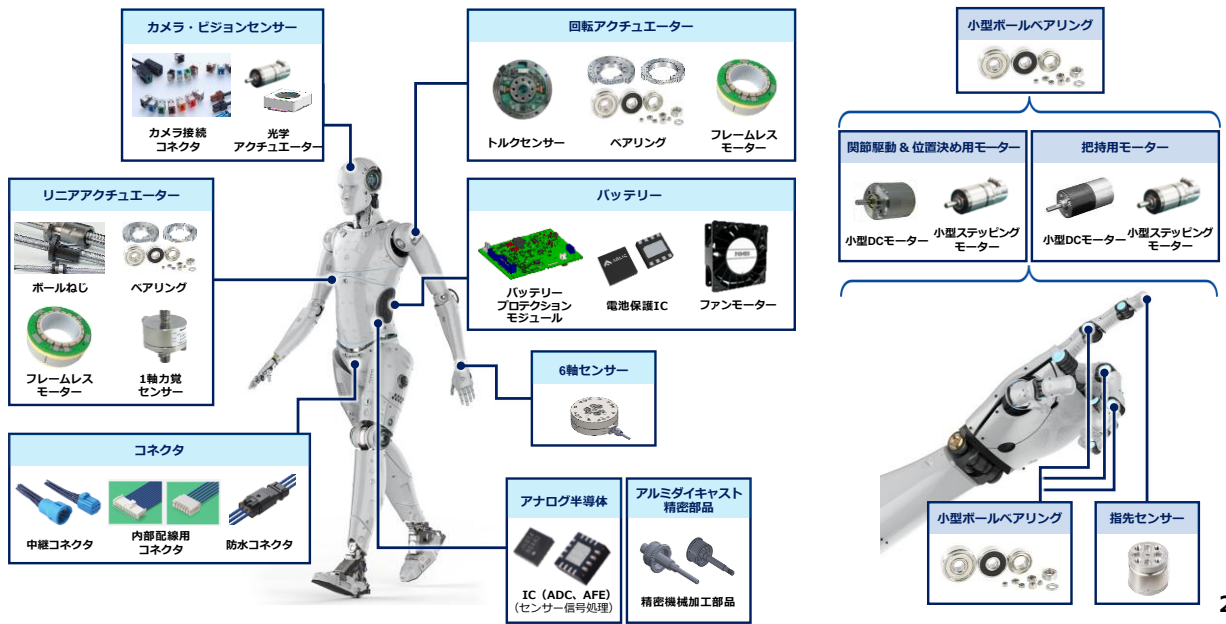 カメラ・ビジョンセンサー
カメラ接続
コネクタ
光学
アクチュエーター
回転アクチュエーター
トルクセンサー
ベアリング
フレームレス
モーター
リニアアクチュエーター
ボールねじ
ベアリング
フレームレス
モーター
1軸力覚
センサー
バッテリー
バッテリー
プロテクション
モジュール
ABLIC
電池保護IC
ファンモーター
6軸センサー
コネクタ
中継コネクタ
内部配線用
コネクタ
防水コネクタ
アナログ半導体
IC（ADC、AFE）
（センサー信号処理）
アルミダイキャスト
精密部品
精密機械加工部品
小型ボールベアリング
関節駆動 & 位置決め用モーター
小型DCモーター
小型ステッピング
モーター
把持用モーター
小型DCモーター
小型ステッピング
モーター
小型ボールベアリング
指先センサー